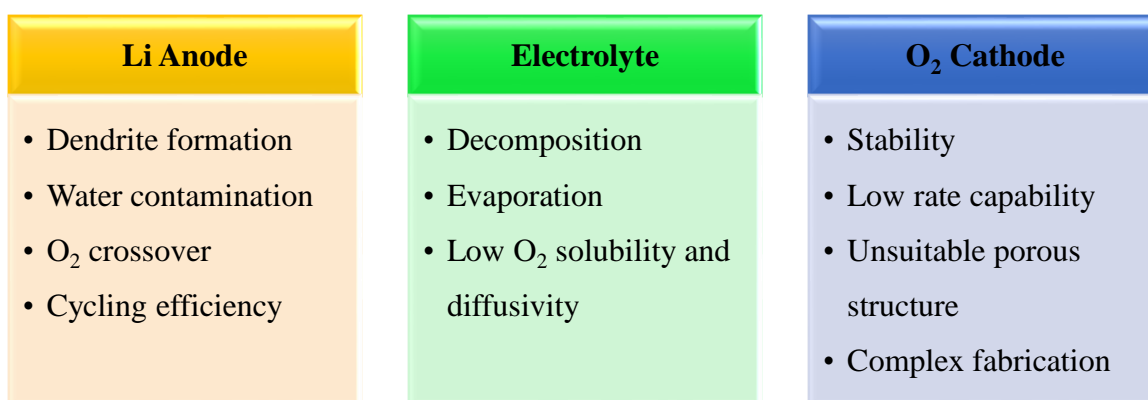 Li Anode
• Dendrite formation
• Water contamination
• O₂ crossover
• Cycling efficiency
Electrolyte
• Decomposition
• Evaporation
• Low O₂ solubility and
diffusivity
O₂ Cathode
• Stability
• Low rate capability
• Unsuitable porous
structure
• Complex fabrication